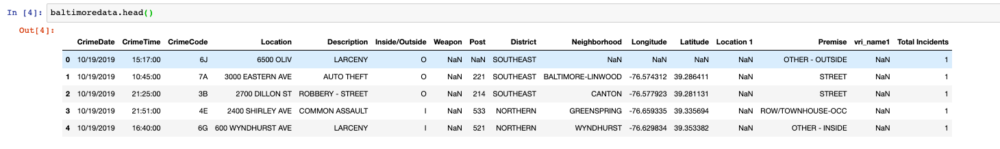 In [4]: baltimoredata.head()
Out[4]:
CrimeDate CrimeTime CrimeCode Location Description Inside/Outside Weapon Post District Neighborhood Longitude Latitude Location 1 Premise vri_name1 Total Incidents
0 10/19/2019 15:17:00 6J 6500 OLIV LARCENY O NaN NaN SOUTHEAST NaN NaN NaN NaN OTHER - OUTSIDE NaN 1
1 10/19/2019 10:45:00 7A 3000 EASTERN AVE AUTO THEFT O NaN 221 SOUTHEAST BALTIMORE-LINWOOD -76.574312 39.286411 NaN STREET NaN 1
2 10/19/2019 21:25:00 3B 2700 DILLON ST ROBBERY - STREET O NaN 214 SOUTHEAST CANTON -76.577923 39.281131 NaN STREET NaN 1
3 10/19/2019 21:51:00 4E 2400 SHIRLEY AVE COMMON ASSAULT I NaN 533 NORTHERN GREENSPRING -76.659335 39.335694 NaN ROW/TOWNHOUSE-OCC NaN 1
4 10/19/2019 16:40:00 6G 600 WYNDHURST AVE LARCENY I NaN 521 NORTHERN WYNDHURST -76.629834 39.353382 NaN OTHER - INSIDE NaN 1